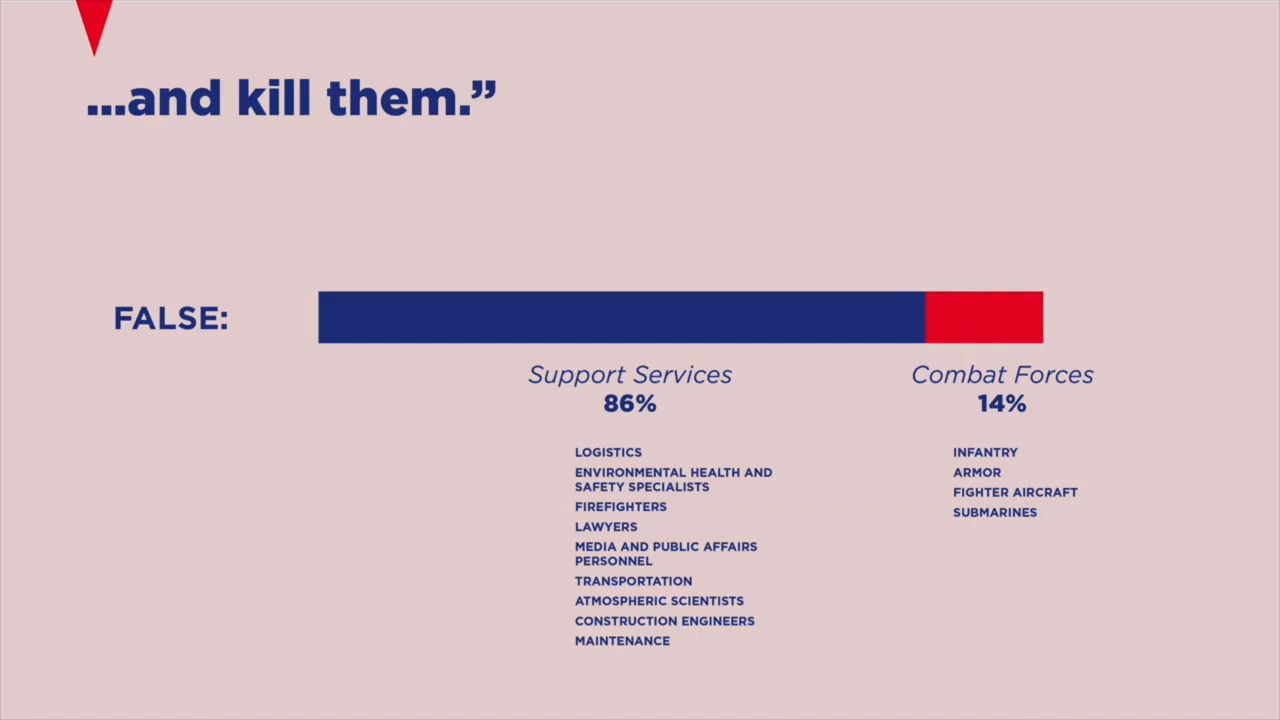 …and kill them.”
FALSE:
Support Services
86%
LOGISTICS
ENVIRONMENTAL HEALTH AND
SAFETY SPECIALISTS
FIREFIGHTERS
LAWYERS
MEDIA AND PUBLIC AFFAIRS
PERSONNEL
TRANSPORTATION
ATMOSPHERIC SCIENTISTS
CONSTRUCTION ENGINEERS
MAINTENANCE
Combat Forces
14%
INFANTRY
ARMOR
FIGHTER AIRCRAFT
SUBMARINES